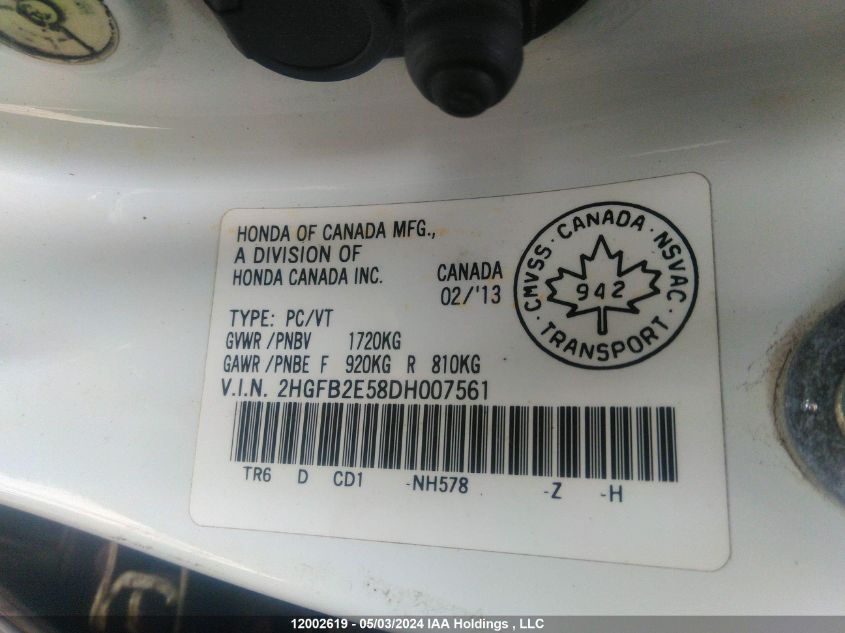 HONDA OF CANADA MFG.,
A DIVISION OF
HONDA CANADA INC.
CANADA
02/'13
TYPE: PC/VT
GVWR /PNBV 1720KG
GAWR /PNBE F 920KG R 810KG
V.I.N. 2HGFB2E58DH007561
TR6 D CD1 -NH578 -Z -H
CMVSS · CANADA · NSVAC · TRANSPORT ·
942
12002619 - 05/03/2024 IAA Holdings , LLC